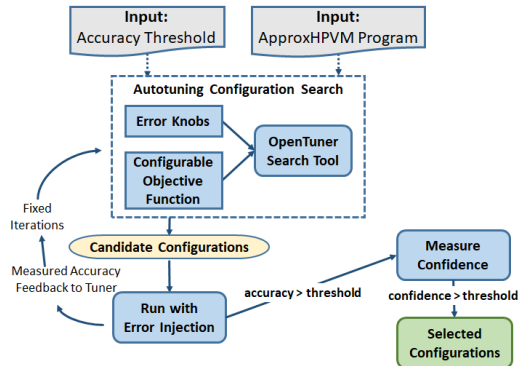 Input:
Accuracy Threshold
Input:
ApproxHPVM Program
Autotuning Configuration Search
Error Knobs
OpenTuner
Search Tool
Configurable
Objective
Function
Fixed
Iterations
Candidate Configurations
Measure
Confidence
Measured Accuracy
Feedback to Tuner
accuracy > threshold
confidence > threshold
Run with
Error Injection
Selected
Configurations